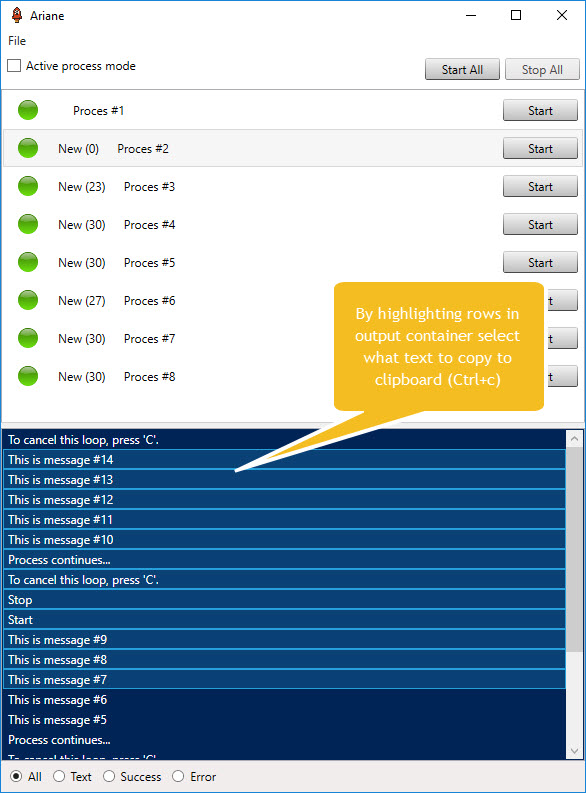 Ariane
File
Active process mode
Start All
Stop All
Proces #1
Start
New (0) Proces #2
Start
New (23) Proces #3
Start
New (30) Proces #4
Start
New (30) Proces #5
Start
New (27) Proces #6
New (30) Proces #7
New (30) Proces #8
By highlighting rows in
output container select
what text to copy to
clipboard (Ctrl+c)
To cancel this loop, press 'C'.
This is message #14
This is message #13
This is message #12
This is message #11
This is message #10
Process continues...
To cancel this loop, press 'C'.
Stop
Start
This is message #9
This is message #8
This is message #7
This is message #6
This is message #5
Process continues...
To cancel this loop, press 'C'.
All Text Success Error